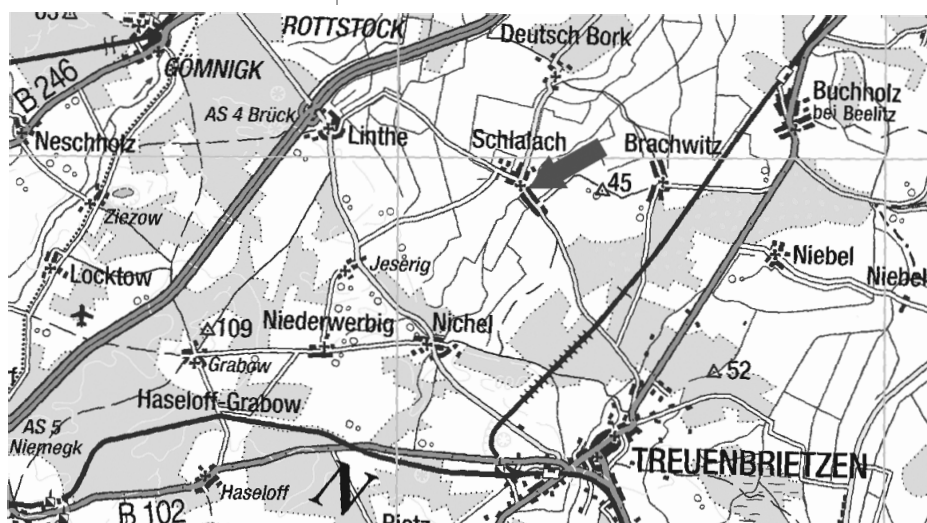 ROTTSTOCK
Deutsch Bork
GÖMNIGK
B 246
AS 4 Brück
Buchholz
bei Beelitz
Neschholz
Linthe
Schlalach
Brachwitz
45
Ziezow
Locktow
Jeserig
Niebel
Niebel
109
Niederwerbig
Nichel
Grabow
52
Haseloff-Grabow
AS 5
Niemegk
TREUENBRIETZEN
Haseloff
N
B 102